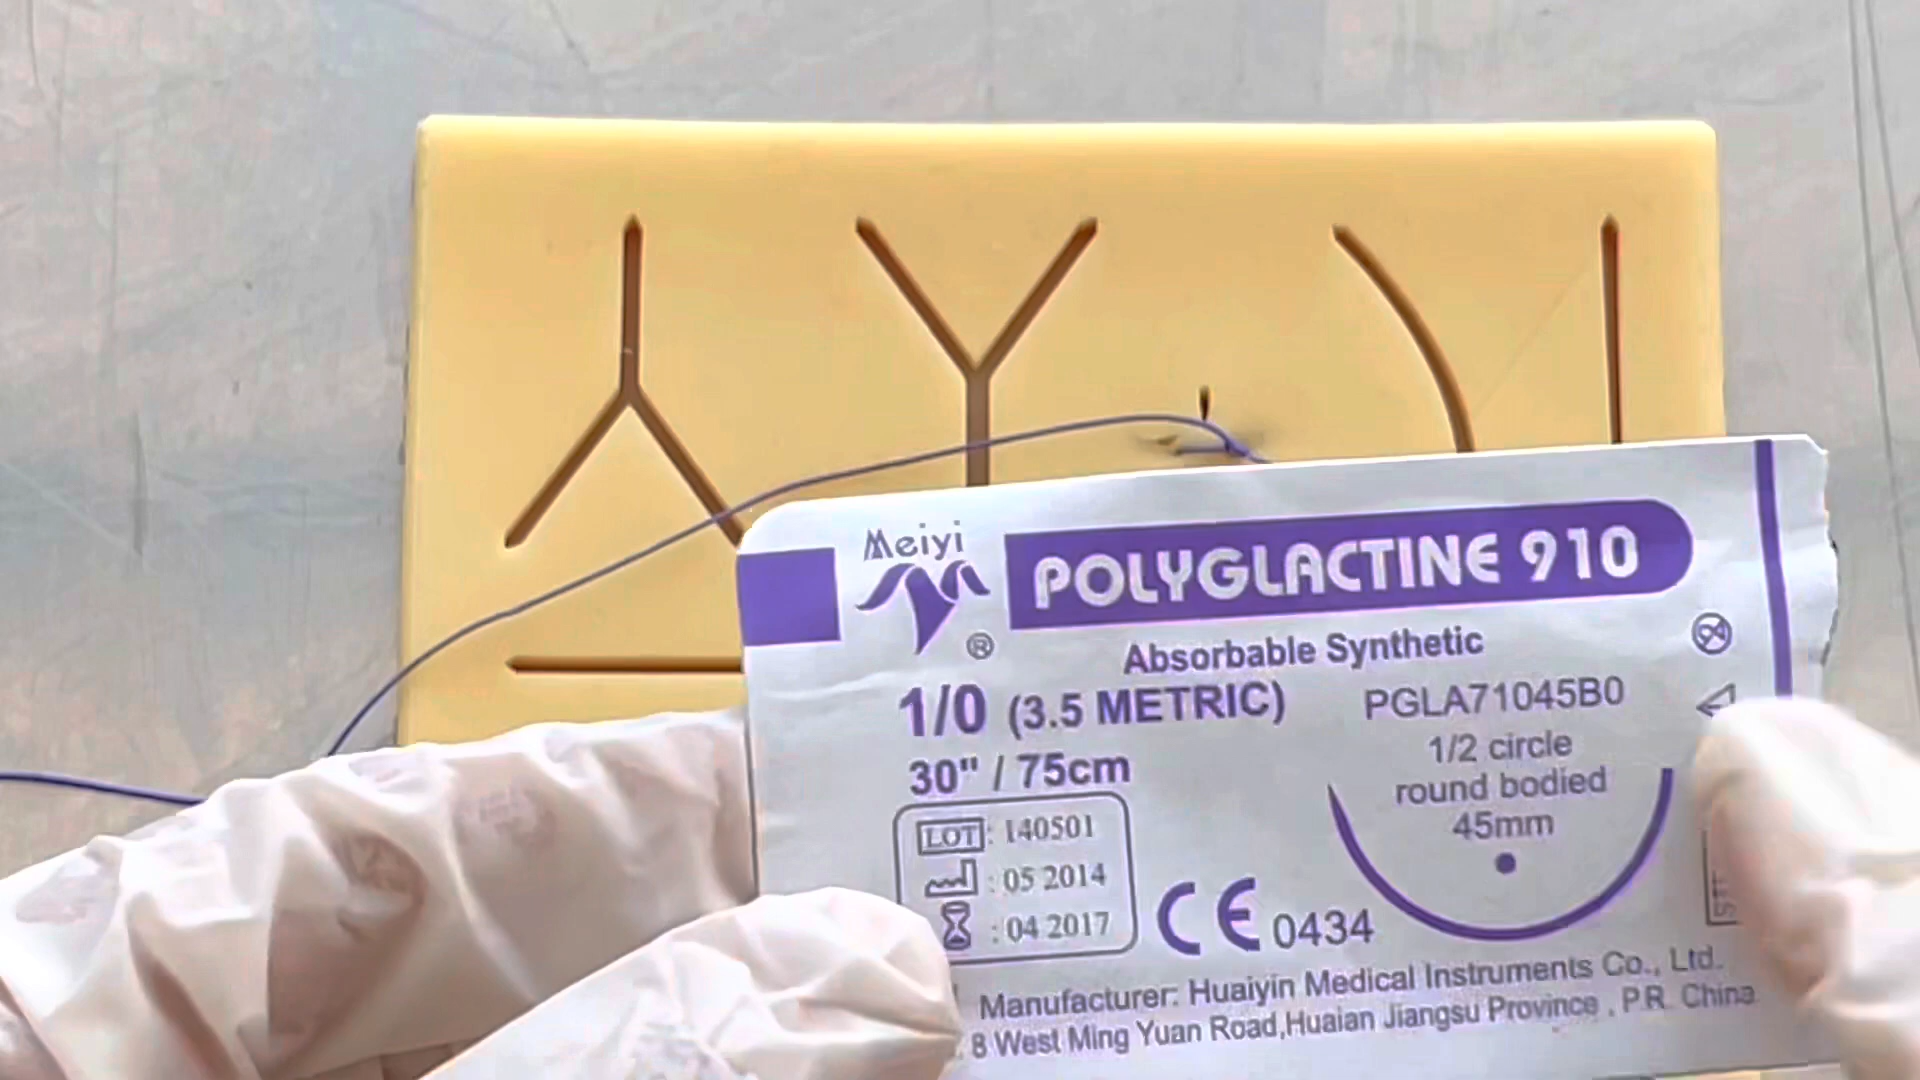 Meiyi
®
POLYGLACTINE 910
Absorbable Synthetic
1/0 (3.5 METRIC)
PGLA71045B0
30" / 75cm
1/2 circle
round bodied
45mm
LOT: 140501
: 05 2014
: 04 2017
CE 0434
Manufacturer: Huaiyin Medical Instruments Co., Ltd.
8 West Ming Yuan Road,Huaian Jiangsu Province , P.R. China